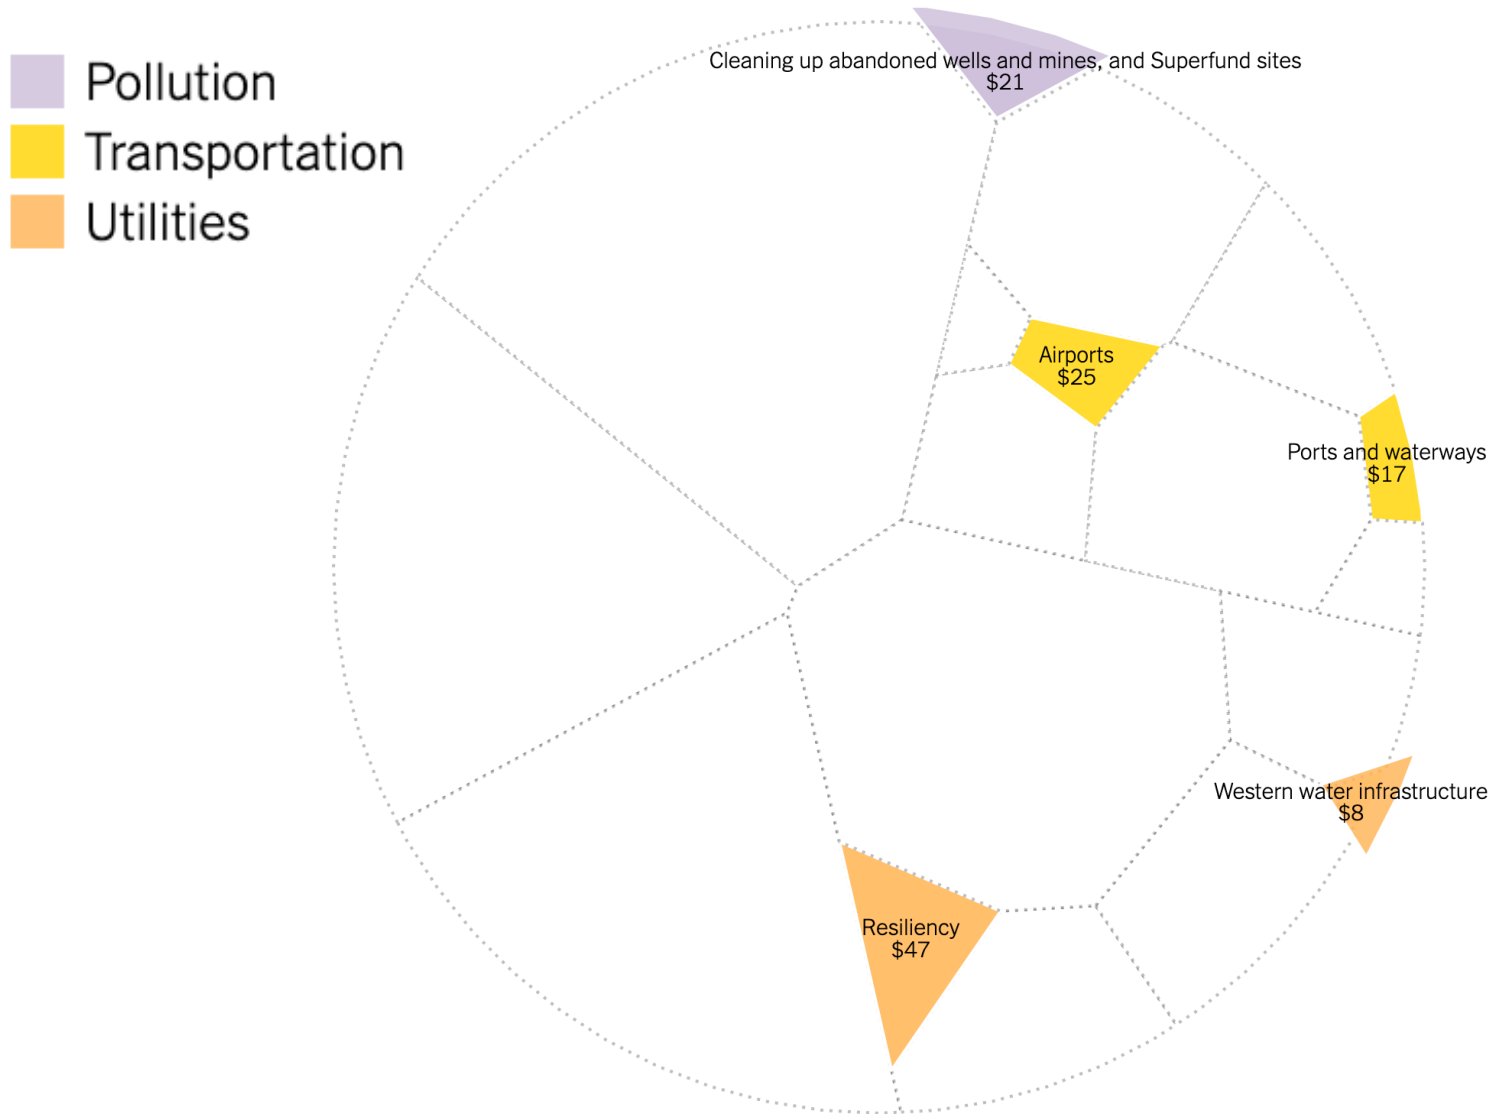 Pollution
Transportation
Utilities
Cleaning up abandoned wells and mines, and Superfund sites
$21
Airports
$25
Ports and waterways
$17
Western water infrastructure
$8
Resiliency
$47